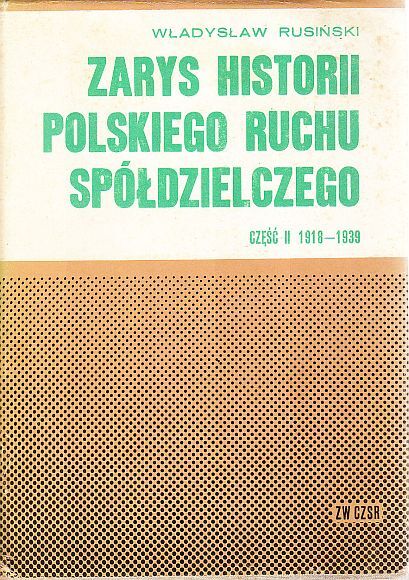 WŁADYSŁAW RUSIŃSKI
ZARYS HISTORII
POLSKIEGO RUCHU
SPÓŁDZIELCZEGO
CZĘŚĆ II 1918—1939
ZW CZSR